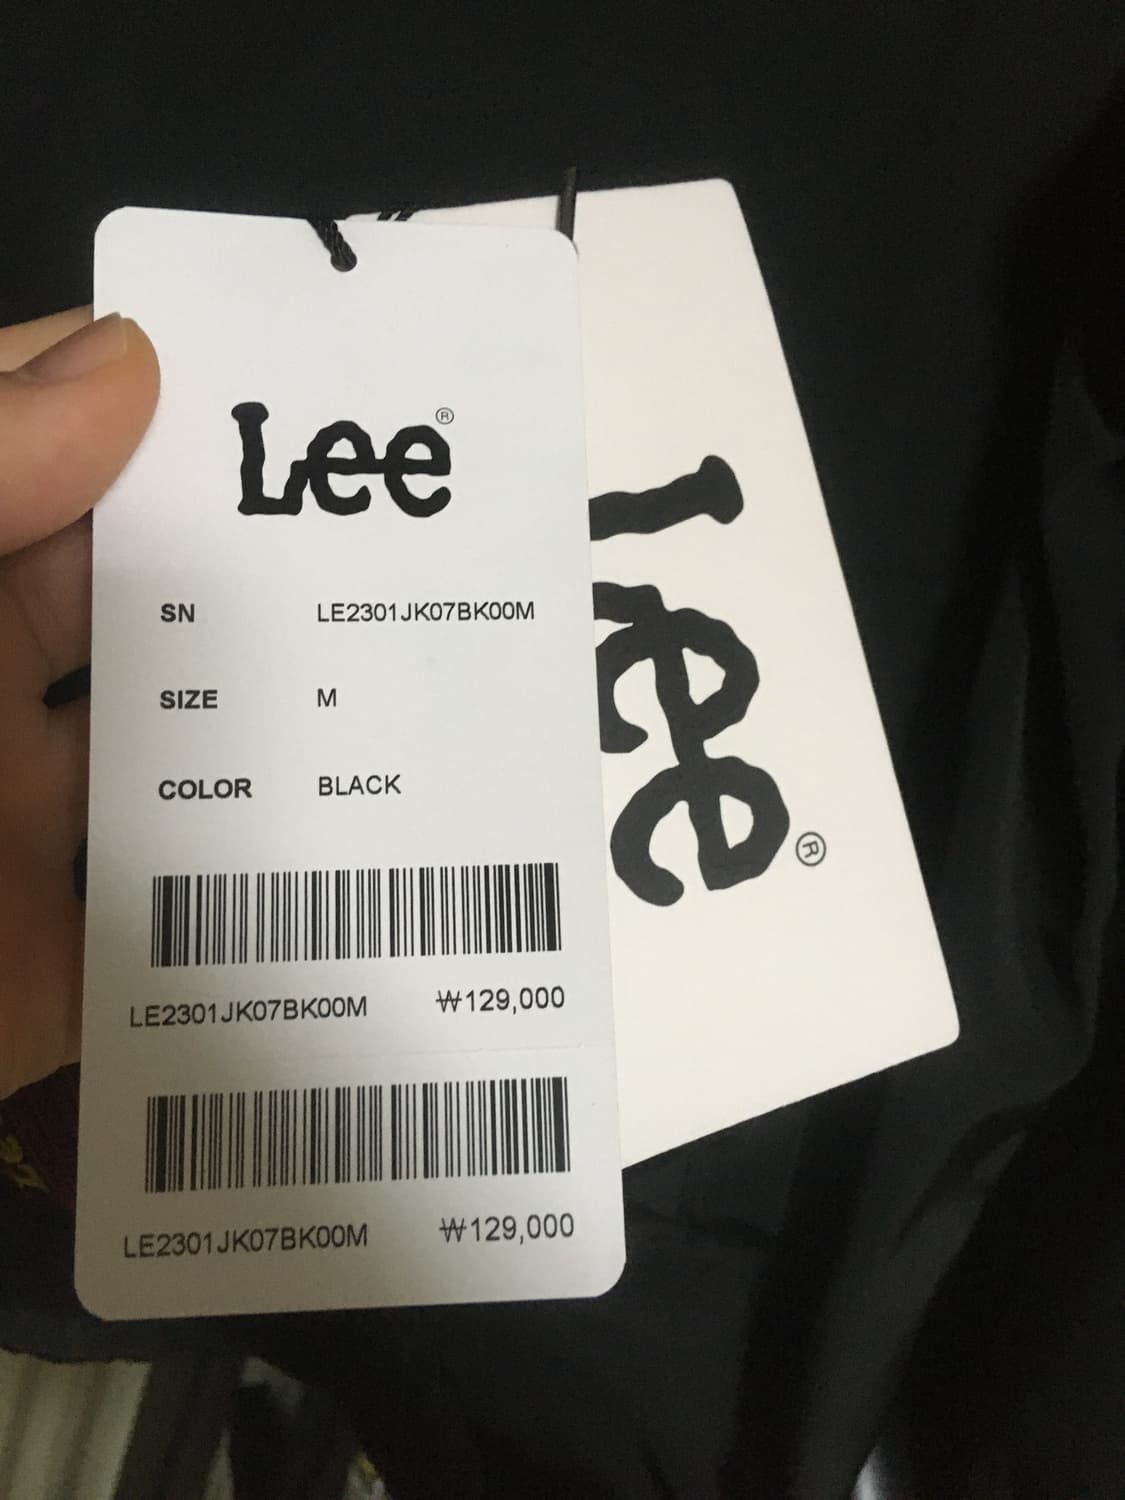 Lee®
SN LE2301JK07BK00M
SIZE M
COLOR BLACK
LE2301JK07BK00M ₩129,000
LE2301JK07BK00M ₩129,000
Lee®